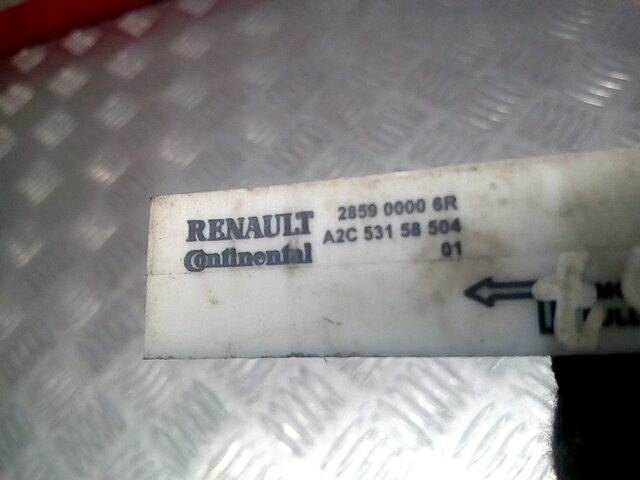 RENAULT 2859 0000 6R
Continental A2C 531 58 504
01